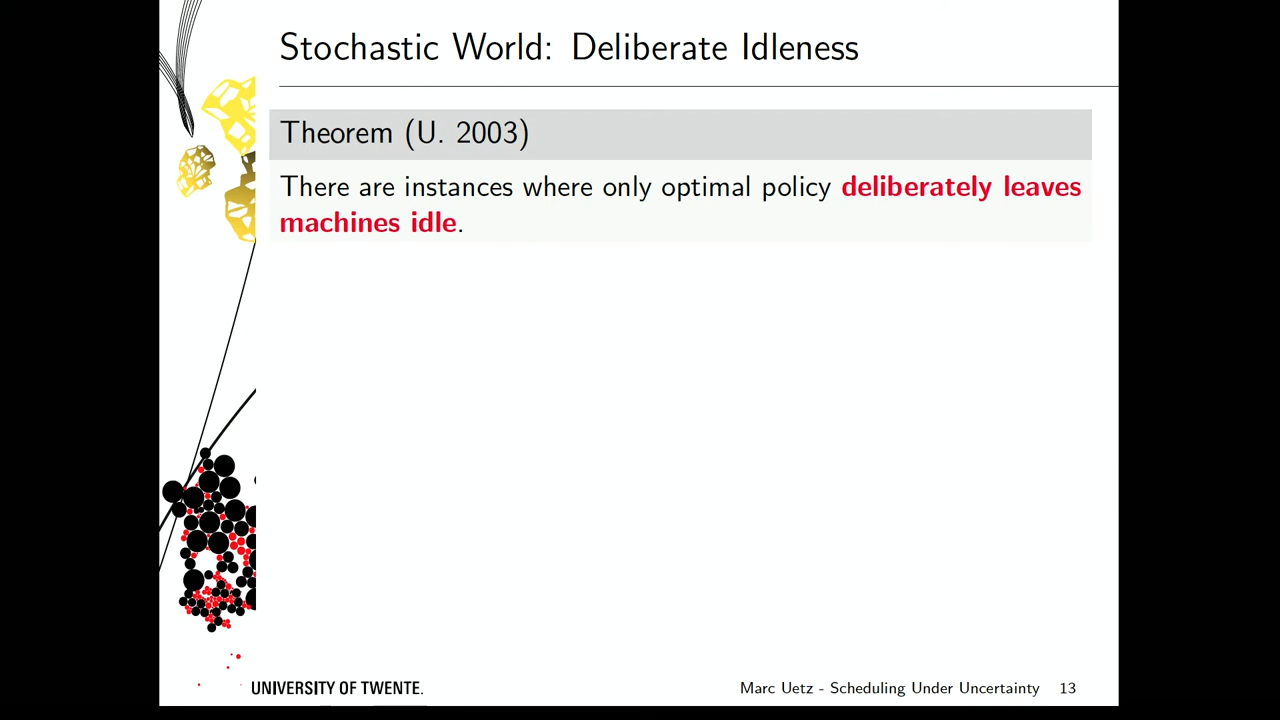 Stochastic World: Deliberate Idleness
Theorem (U. 2003)
There are instances where only optimal policy deliberately leaves
machines idle.
UNIVERSITY OF TWENTE.
Marc Uetz - Scheduling Under Uncertainty 13